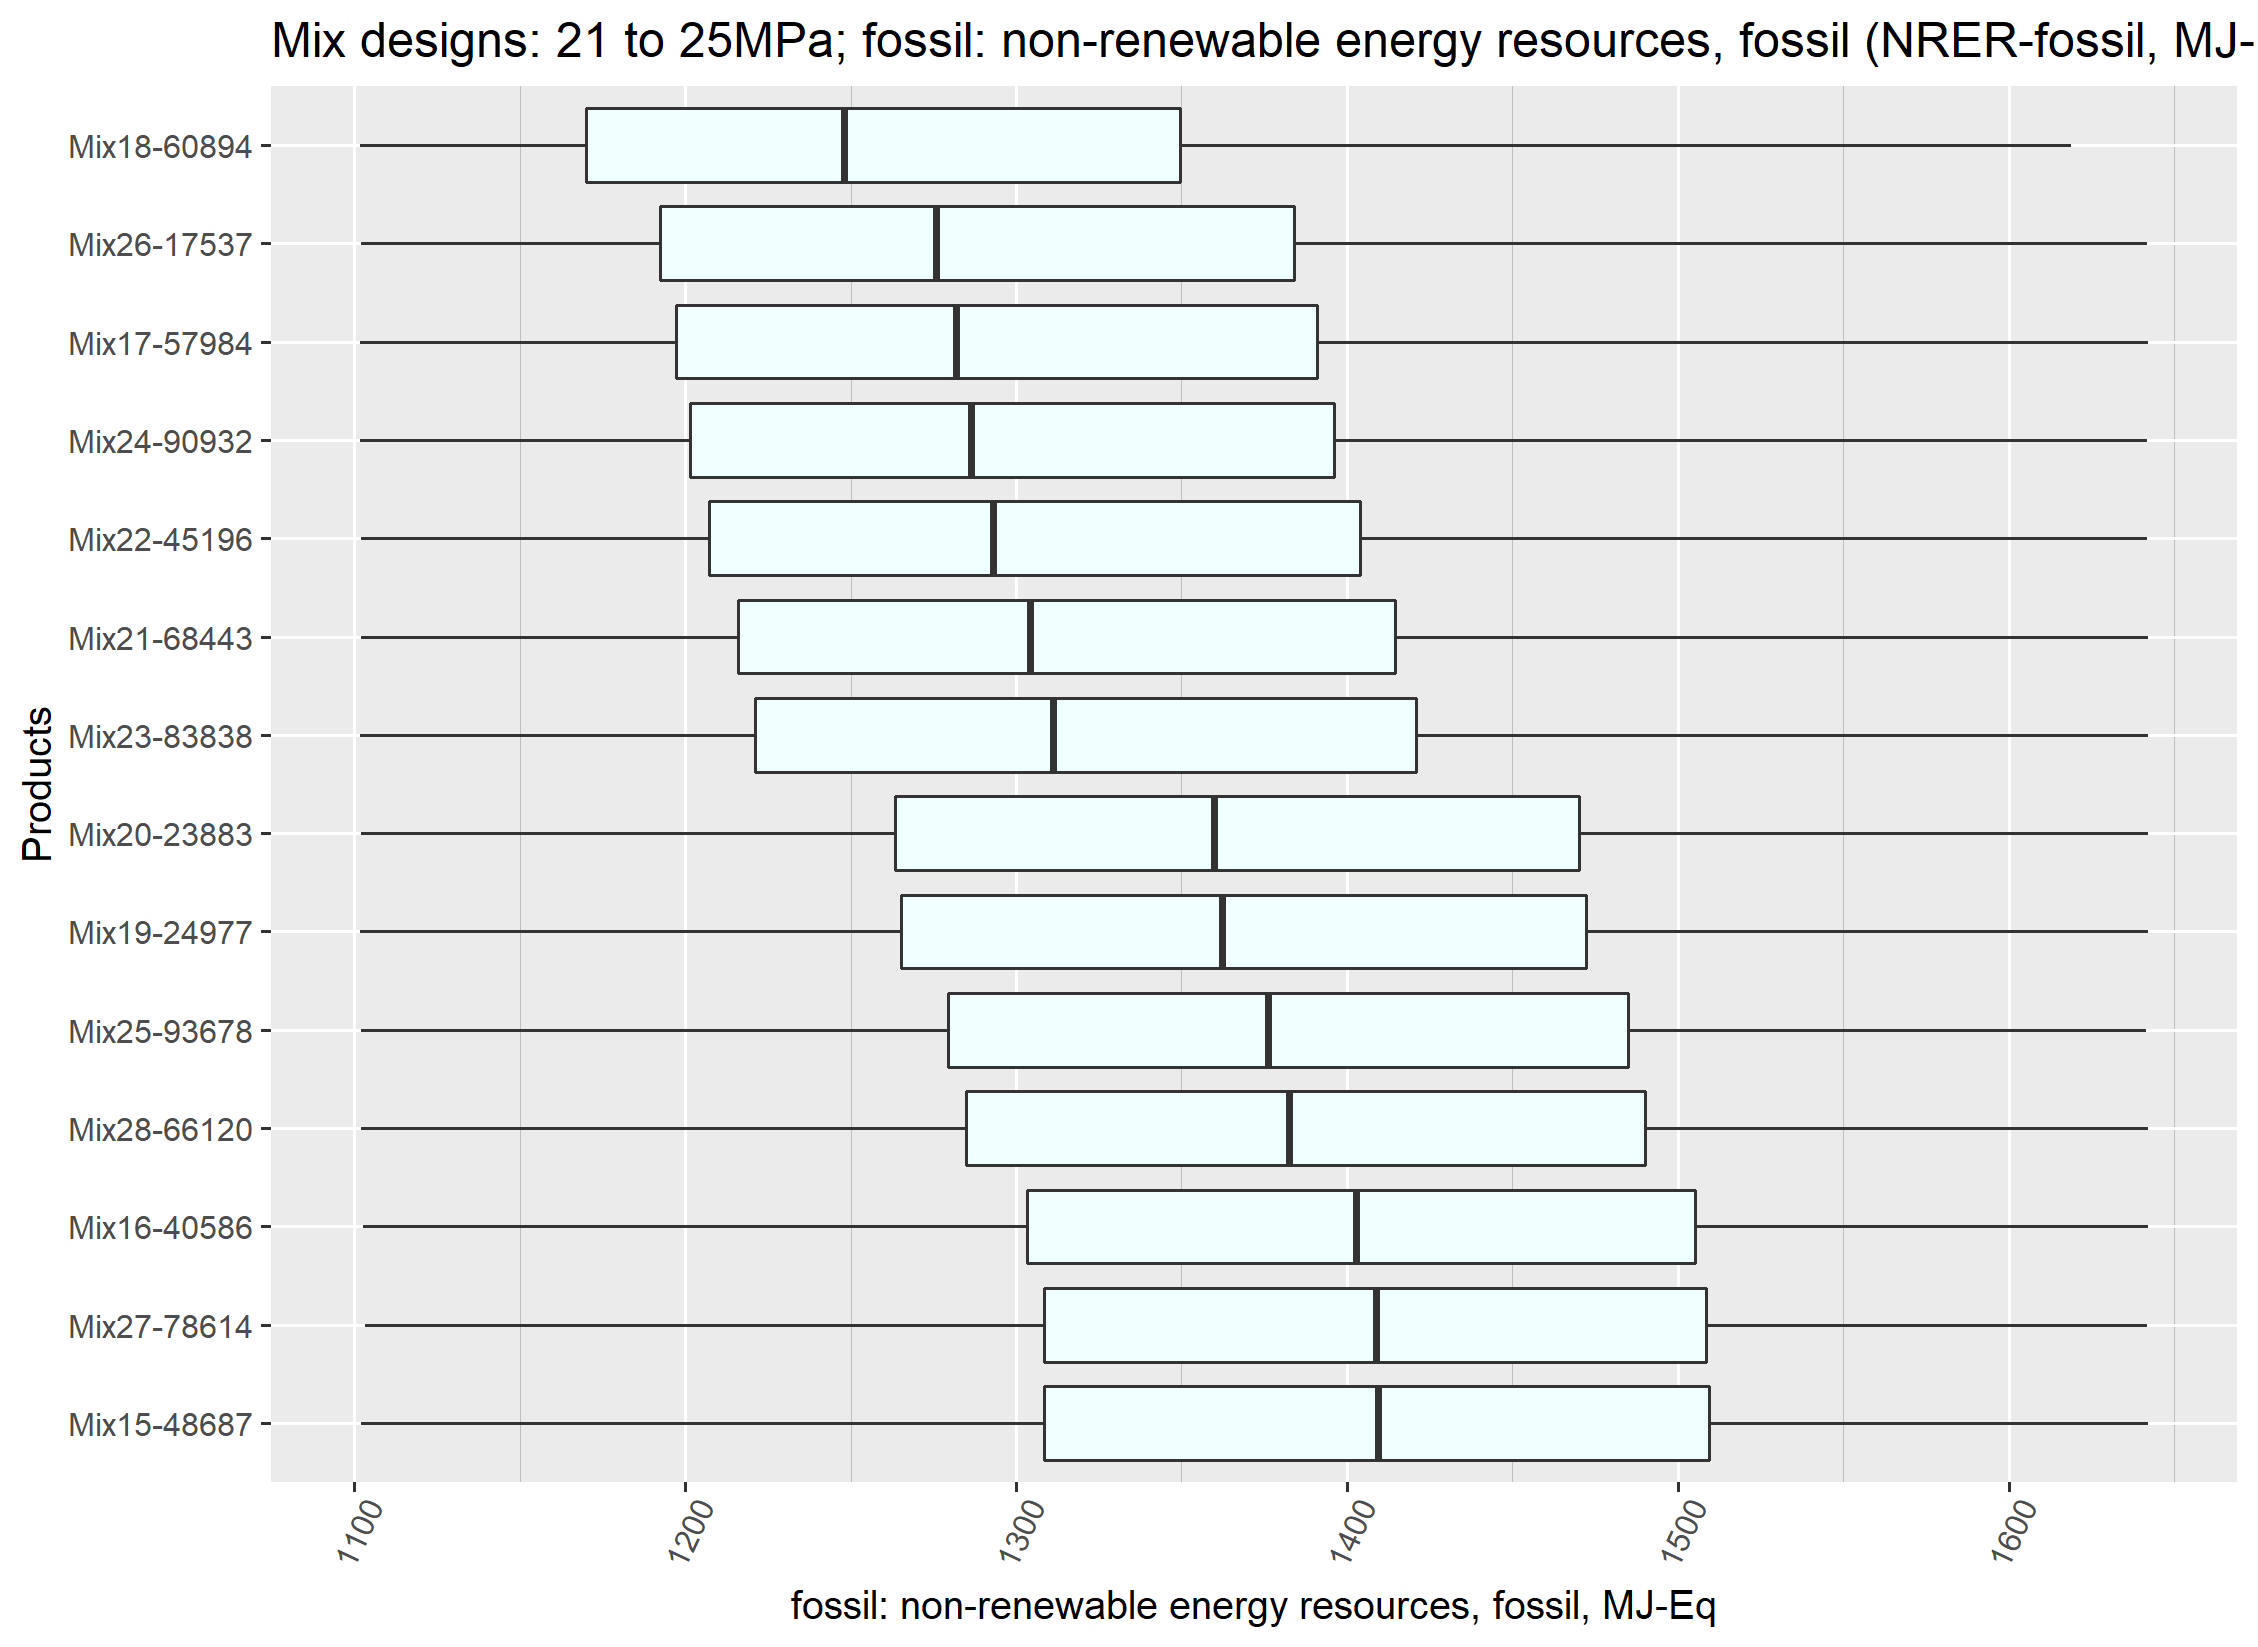 Mix designs: 21 to 25MPa; fossil: non-renewable energy resources, fossil (NRER-fossil, MJ-
Products
Mix18-60894
Mix26-17537
Mix17-57984
Mix24-90932
Mix22-45196
Mix21-68443
Mix23-83838
Mix20-23883
Mix19-24977
Mix25-93678
Mix28-66120
Mix16-40586
Mix27-78614
Mix15-48687
1100 1200 1300 1400 1500 1600
fossil: non-renewable energy resources, fossil, MJ-Eq